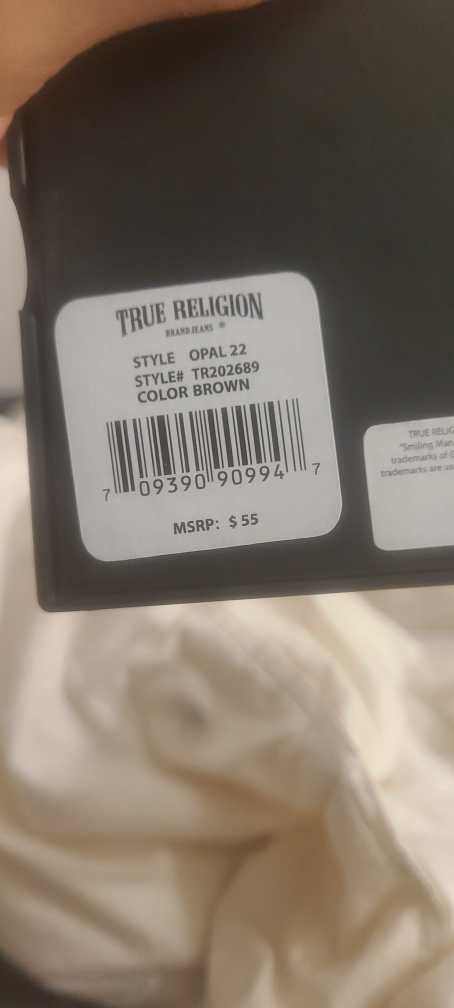 TRUE RELIGION
BRAND JEANS ®
STYLE OPAL 22
STYLE# TR202689
COLOR BROWN
7 09390 90994 7
MSRP: $ 55
TRUE RELIG
"Smiling Man
trademarks of G
trademarks are use